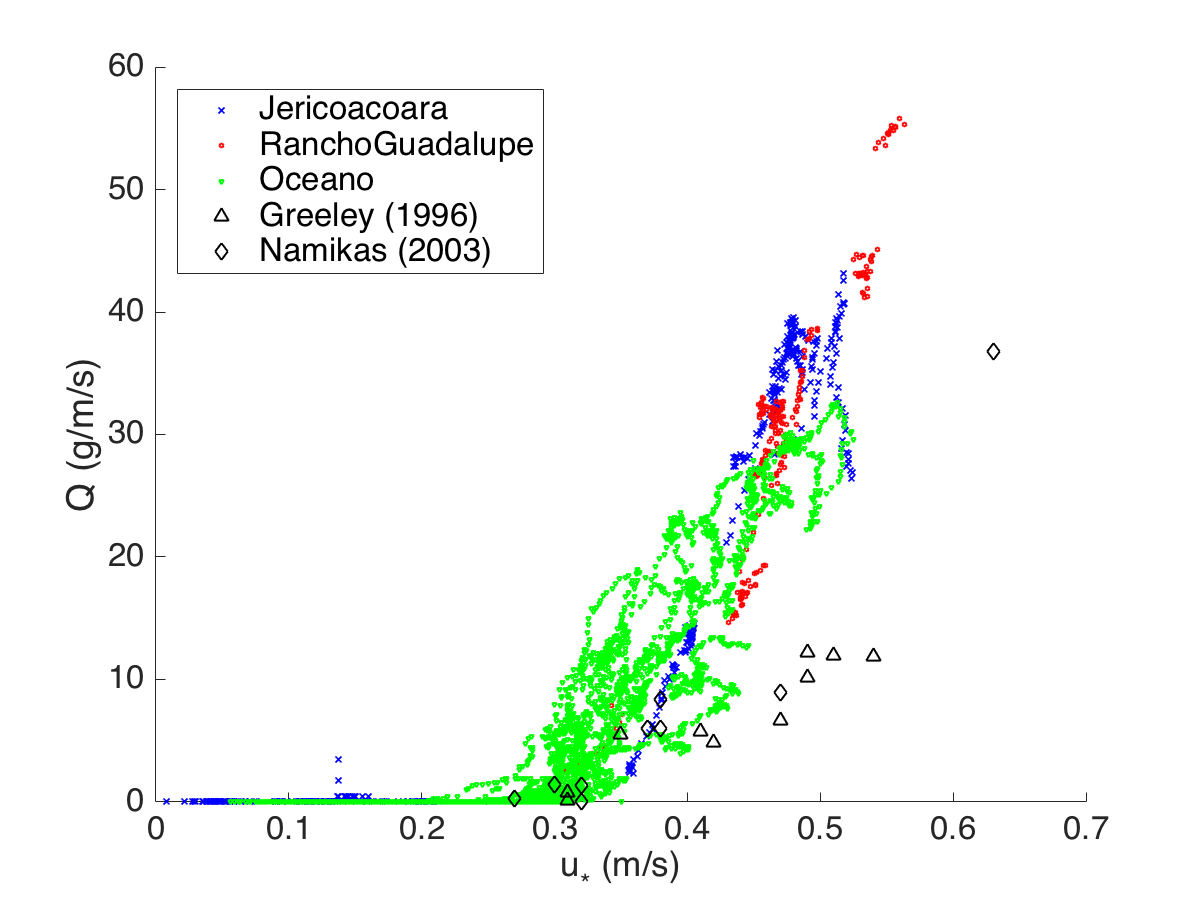 60
50
40
30
20
10
0
Q (g/m/s)
Jericoacoara
RanchoGuadalupe
Oceano
Greeley (1996)
Namikas (2003)
0 0.1 0.2 0.3 0.4 0.5 0.6 0.7
u* (m/s)